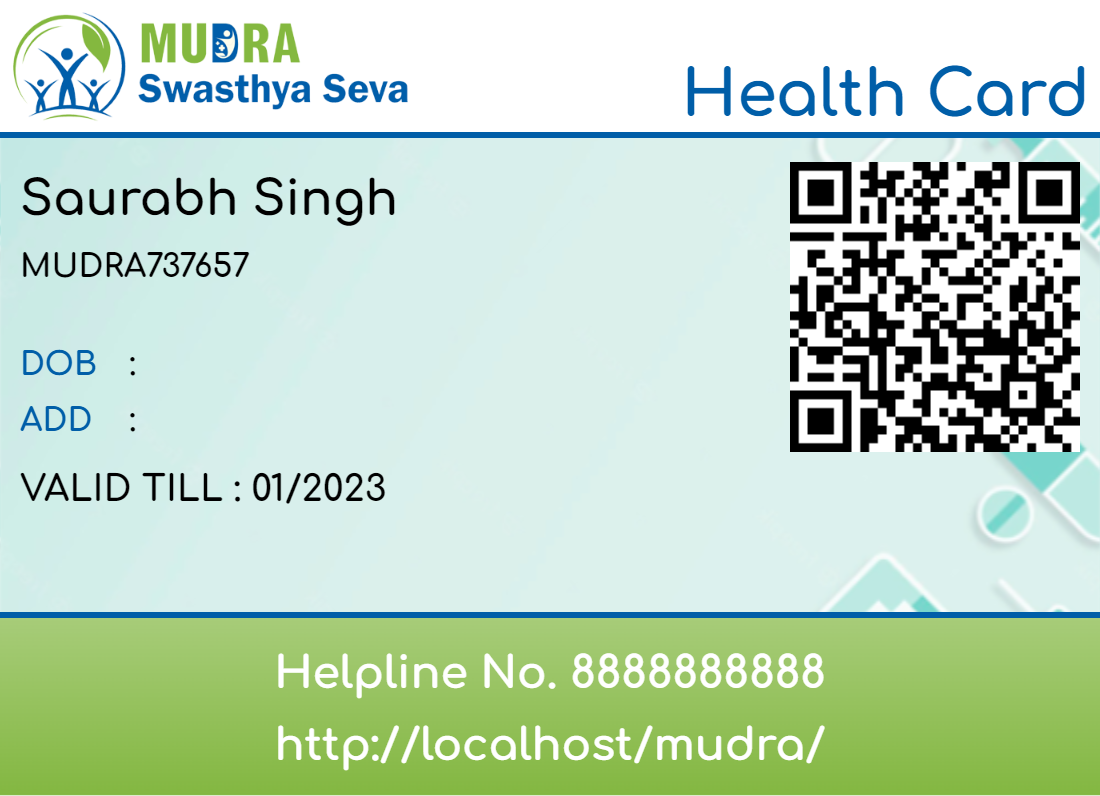 MUDRA
Swasthya Seva
Health Card
Saurabh Singh
MUDRA737657
DOB :
ADD :
VALID TILL : 01/2023
Helpline No. 8888888888
http://localhost/mudra/